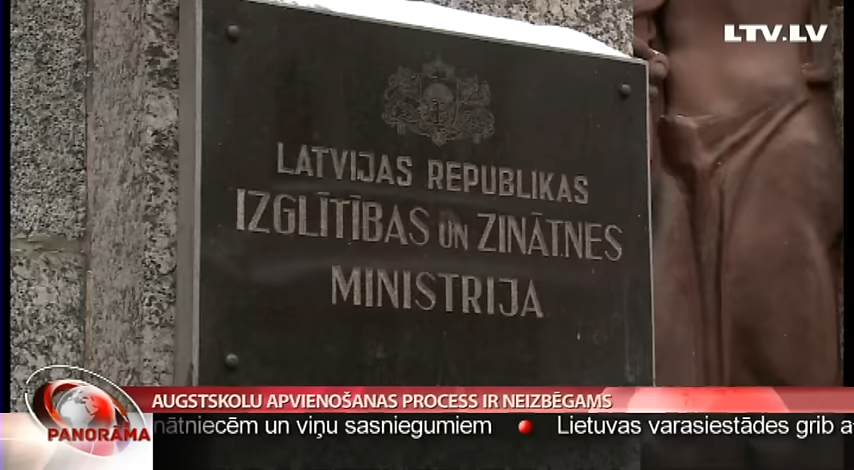 LTV.LV
LATVIJAS REPUBLIKAS
IZGLĪTĪBAS UN ZINĀTNES
MINISTRIJA
AUGSTSKOLU APVIENOŠANAS PROCESS IR NEIZBĒGAMS
PANORĀMA
nātniecēm un viņu sasniegumiem • Lietuvas varasiestādes grib